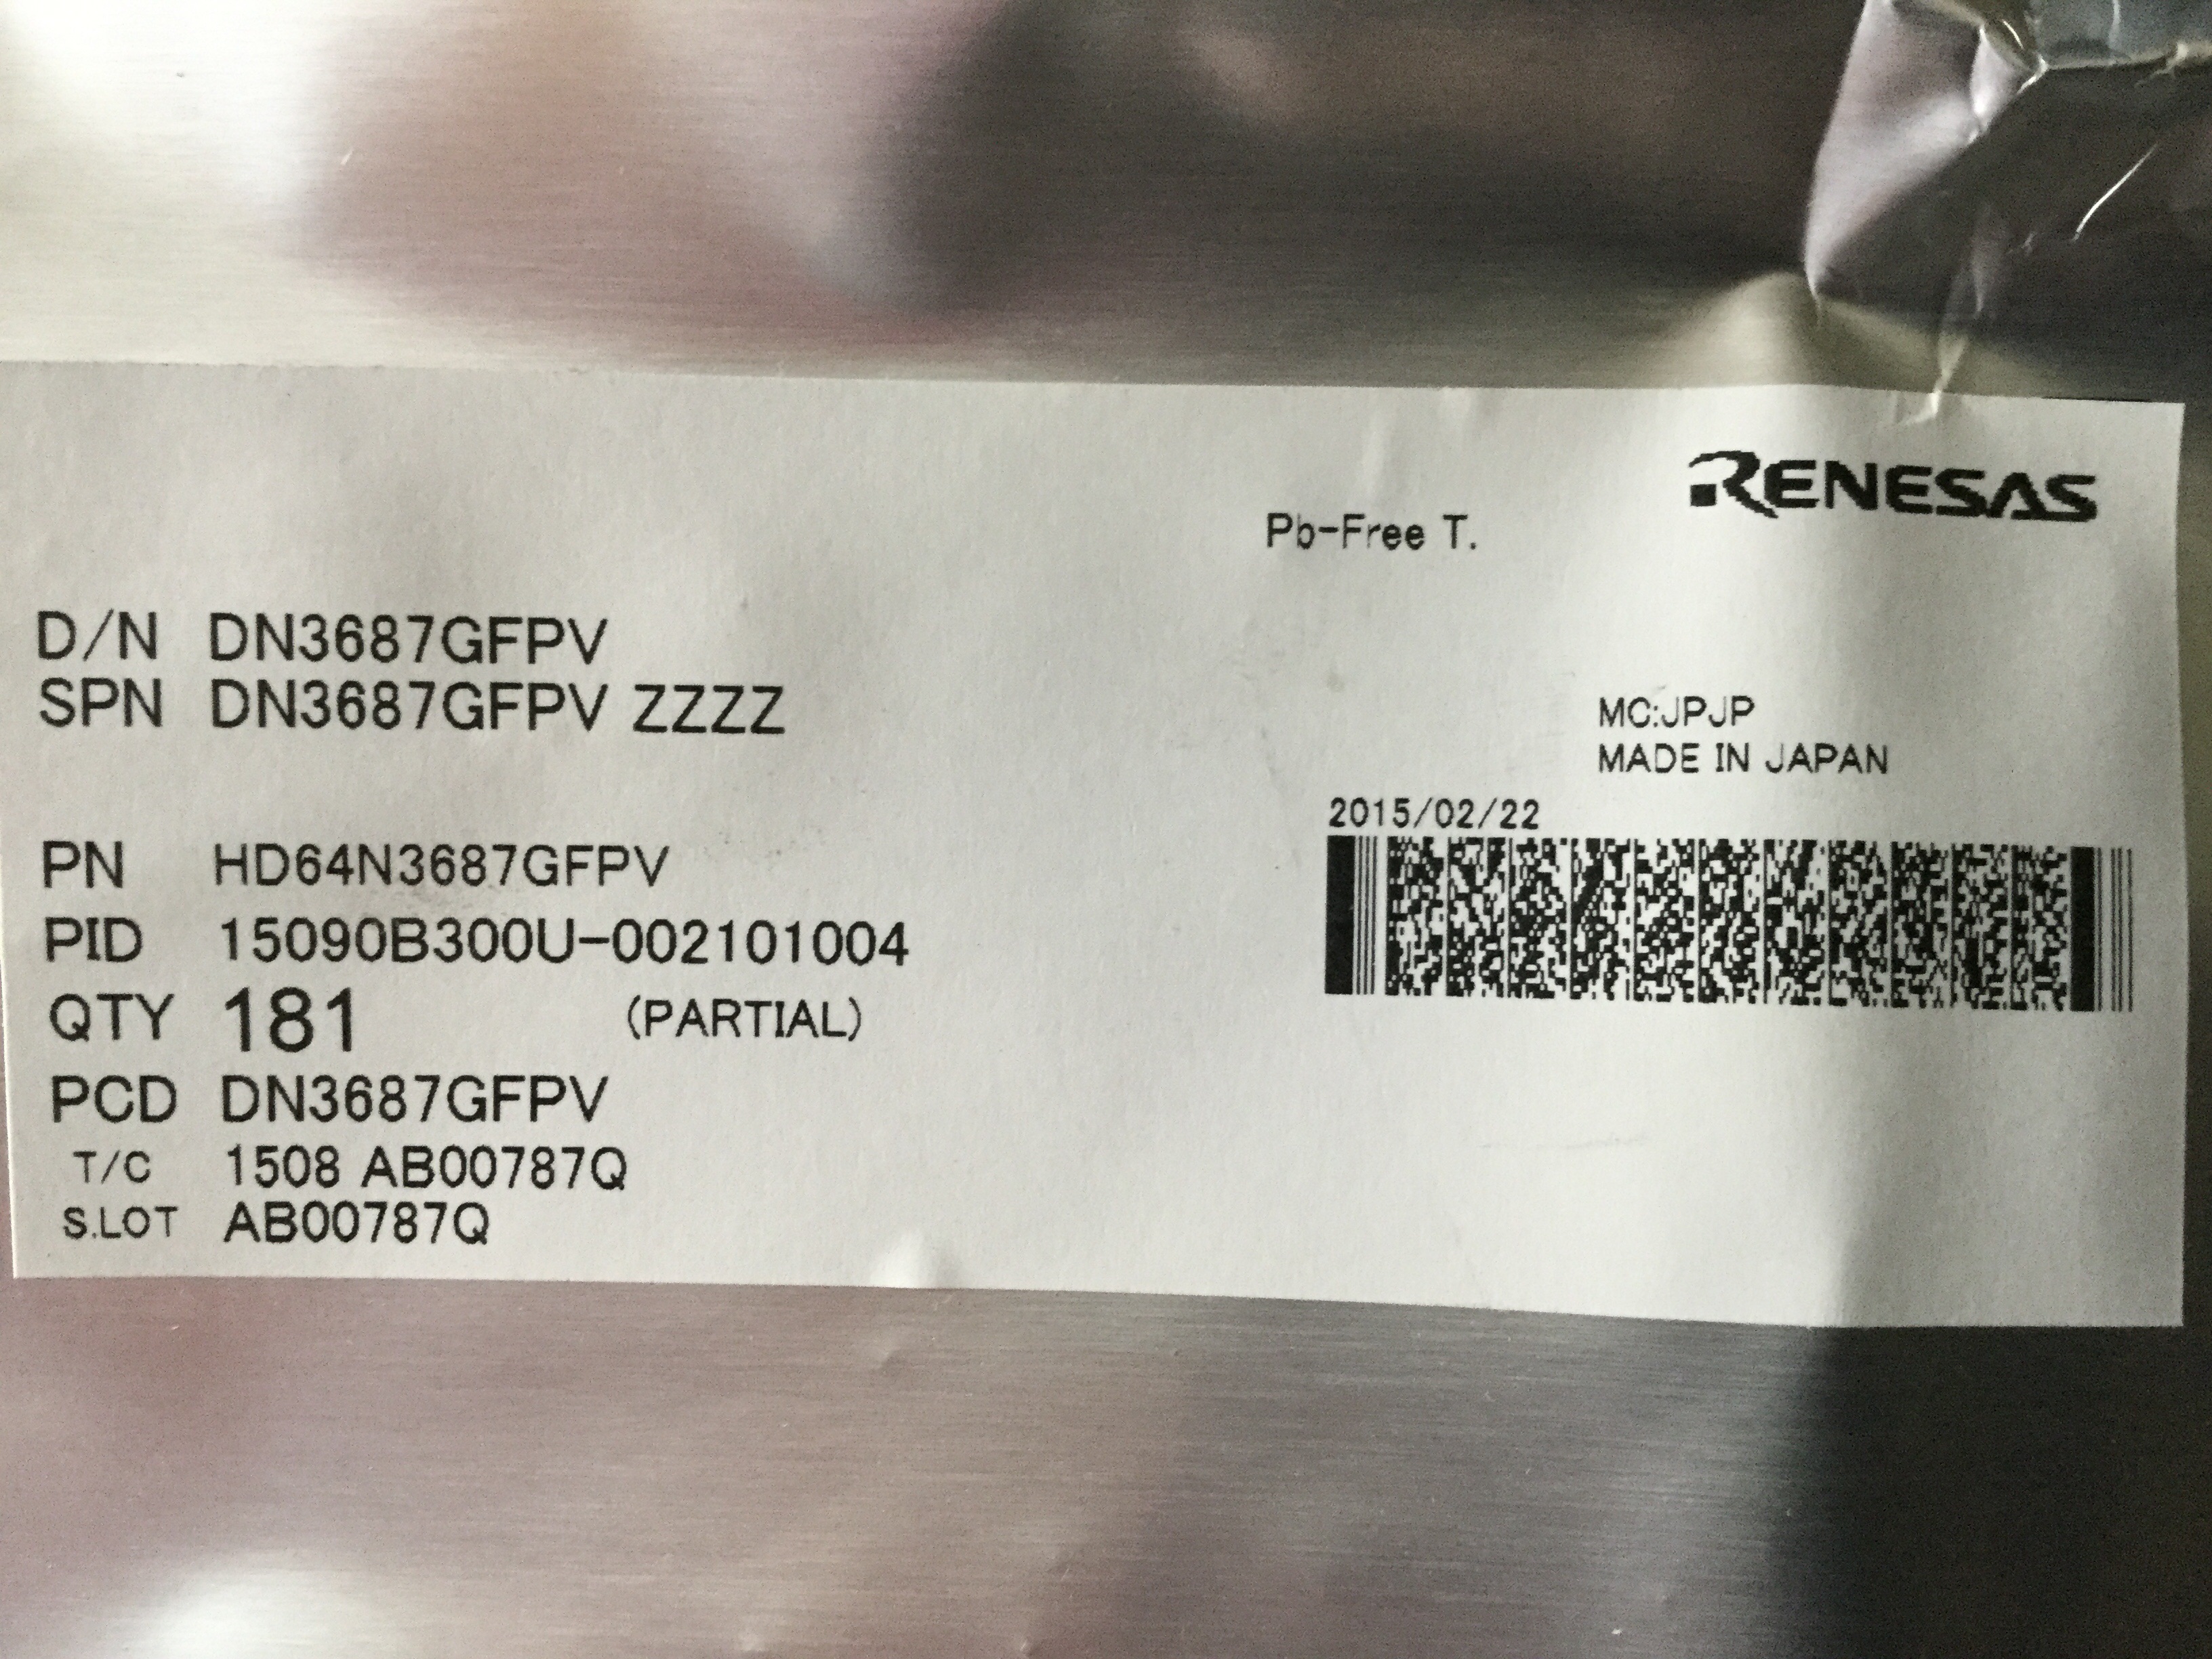 RENESAS
Pb-Free T.
D/N DN3687GFPV
SPN DN3687GFPV ZZZZ
MC:JPJP
MADE IN JAPAN
2015/02/22
PN HD64N3687GFPV
PID 15090B300U-002101004
QTY 181 (PARTIAL)
PCD DN3687GFPV
T/C 1508 AB00787Q
S.LOT AB00787Q